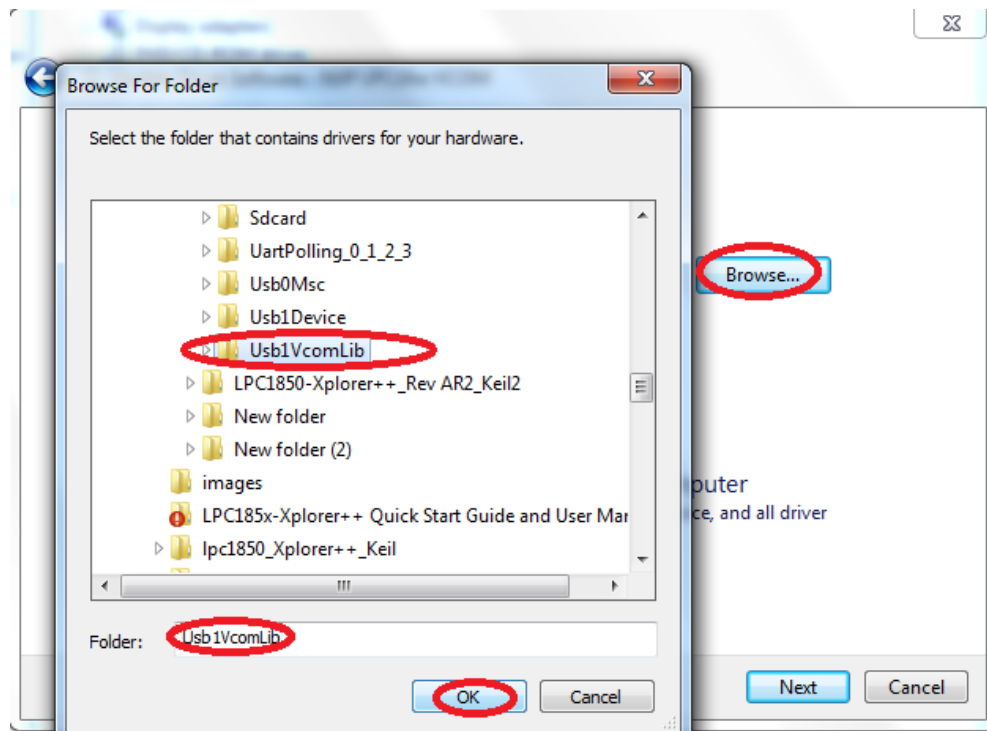 Display adapters
Browse For Folder
Select the folder that contains drivers for your hardware.
Sdcard
UartPolling_0_1_2_3
Usb0Msc
Browse...
Usb1Device
Usb1VcomLib
LPC1850-Xplorer++_Rev AR2_Keil2
New folder
New folder (2)
images
puter
LPC185x-Xplorer++ Quick Start Guide and User Mar
ce, and all driver
lpc1850_Xplorer++_Keil
Folder:
Usb1VcomLib
OK
Cancel
Next
Cancel